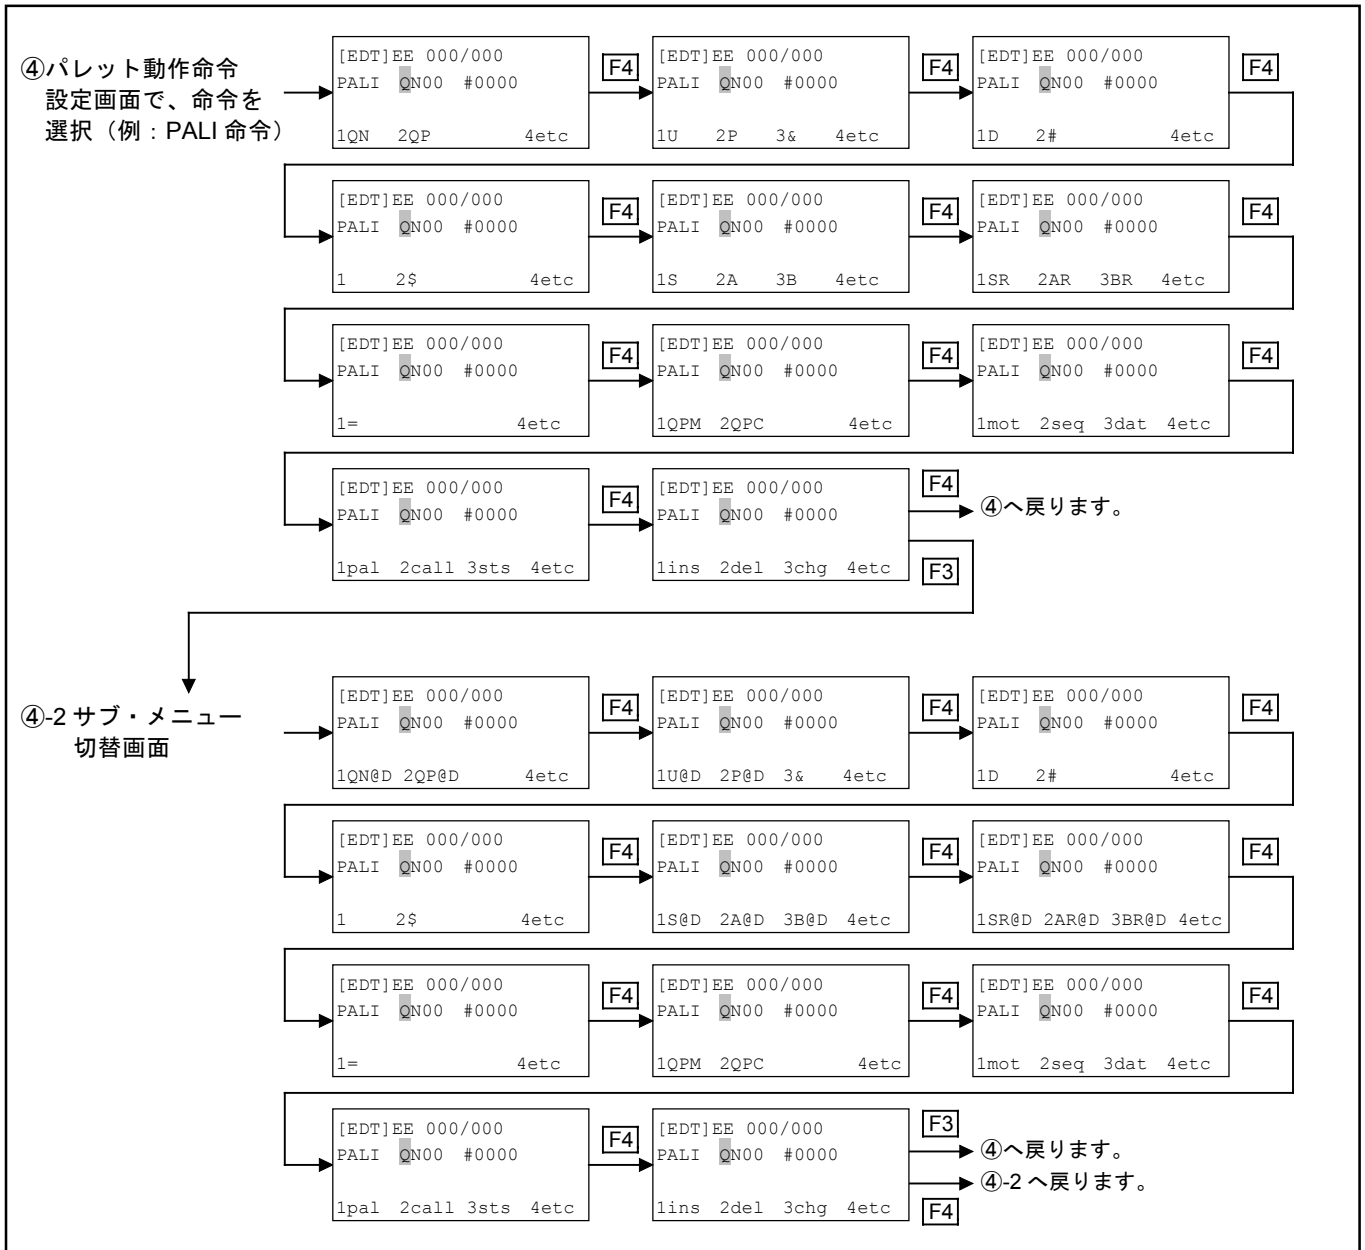 ④パレット動作命令
設定画面で、命令を
選択（例：PALI 命令）
[EDT]EE 000/000
PALI QN00 #0000
1QN 2QP 4etc
F4
[EDT]EE 000/000
PALI QN00 #0000
1U 2P 3& 4etc
F4
[EDT]EE 000/000
PALI QN00 #0000
1D 2# 4etc
F4
[EDT]EE 000/000
PALI QN00 #0000
1 2$ 4etc
F4
[EDT]EE 000/000
PALI QN00 #0000
1S 2A 3B 4etc
F4
[EDT]EE 000/000
PALI QN00 #0000
1SR 2AR 3BR 4etc
F4
[EDT]EE 000/000
PALI QN00 #0000
1= 4etc
F4
[EDT]EE 000/000
PALI QN00 #0000
1QPM 2QPC 4etc
F4
[EDT]EE 000/000
PALI QN00 #0000
1mot 2seq 3dat 4etc
F4
[EDT]EE 000/000
PALI QN00 #0000
1pal 2call 3sts 4etc
F4
[EDT]EE 000/000
PALI QN00 #0000
1ins 2del 3chg 4etc
F4
④へ戻ります。
F3
④-2 サブ・メニュー
切替画面
[EDT]EE 000/000
PALI QN00 #0000
1QN@D 2QP@D 4etc
F4
[EDT]EE 000/000
PALI QN00 #0000
1U@D 2P@D 3& 4etc
F4
[EDT]EE 000/000
PALI QN00 #0000
1D 2# 4etc
F4
[EDT]EE 000/000
PALI QN00 #0000
1 2$ 4etc
F4
[EDT]EE 000/000
PALI QN00 #0000
1S@D 2A@D 3B@D 4etc
F4
[EDT]EE 000/000
PALI QN00 #0000
1SR@D 2AR@D 3BR@D 4etc
F4
[EDT]EE 000/000
PALI QN00 #0000
1= 4etc
F4
[EDT]EE 000/000
PALI QN00 #0000
1QPM 2QPC 4etc
F4
[EDT]EE 000/000
PALI QN00 #0000
1mot 2seq 3dat 4etc
F4
[EDT]EE 000/000
PALI QN00 #0000
1pal 2call 3sts 4etc
F4
[EDT]EE 000/000
PALI QN00 #0000
1ins 2del 3chg 4etc
F3
④へ戻ります。
④-2 へ戻ります。
F4